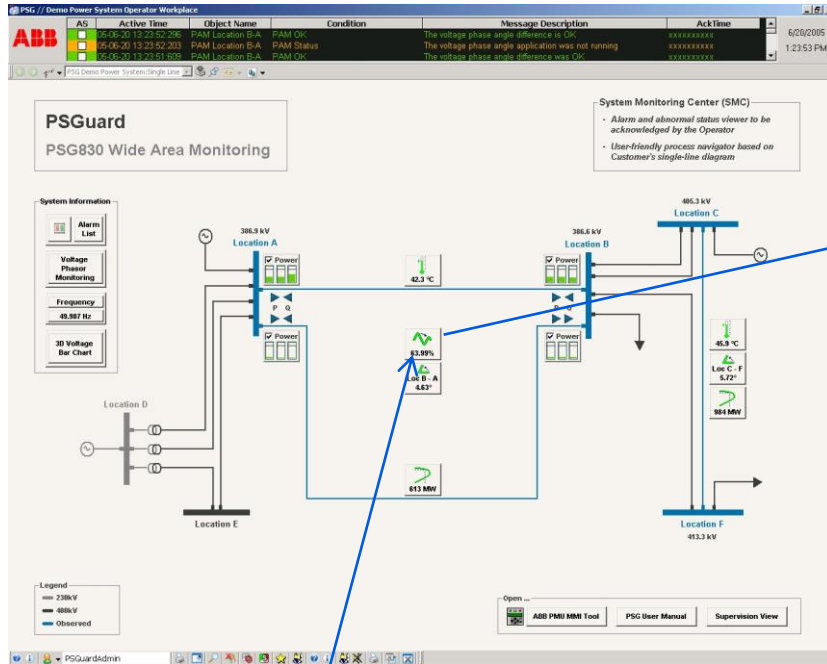 PSG // Demo Power System Operator Workplace
AS Active Time Object Name Condition Message Description AckTime
ABB
05-06-20 13:23:52:296 PAM Location B-A PAM OK The voltage phase angle difference is OK xxxxxxxxxx
05-06-20 13:23:52:203 PAM Location B-A PAM Status The voltage phase angle application was not running xxxxxxxxxx
05-06-20 13:23:51:609 PAM Location B-A PAM OK The voltage phase angle difference was OK xxxxxxxxxx
6/20/2005
1:23:53 PM
PSG Demo Power System:Single Line
PSGuard
PSG830 Wide Area Monitoring
System Monitoring Center (SMC)
• Alarm and abnormal status viewer to be
acknowledged by the Operator
• User-friendly process navigator based on
Customer's single-line diagram
System Information
Alarm
List
Voltage
Phasor
Monitoring
Frequency
49.987 Hz
3D Voltage
Bar Chart
386.9 kV
Location A
Power
P Q
Power
42.3 °C
63.99%
Loc B - A
4.63°
613 MW
386.6 kV
Location B
Power
P Q
Power
405.3 kV
Location C
45.9 °C
Loc C - F
5.72°
984 MW
Location D
Location E
Location F
413.3 kV
Legend
230kV
400kV
Observed
Open ...
ABB PMU MMI Tool
PSG User Manual
Supervision View
PSGuardAdmin